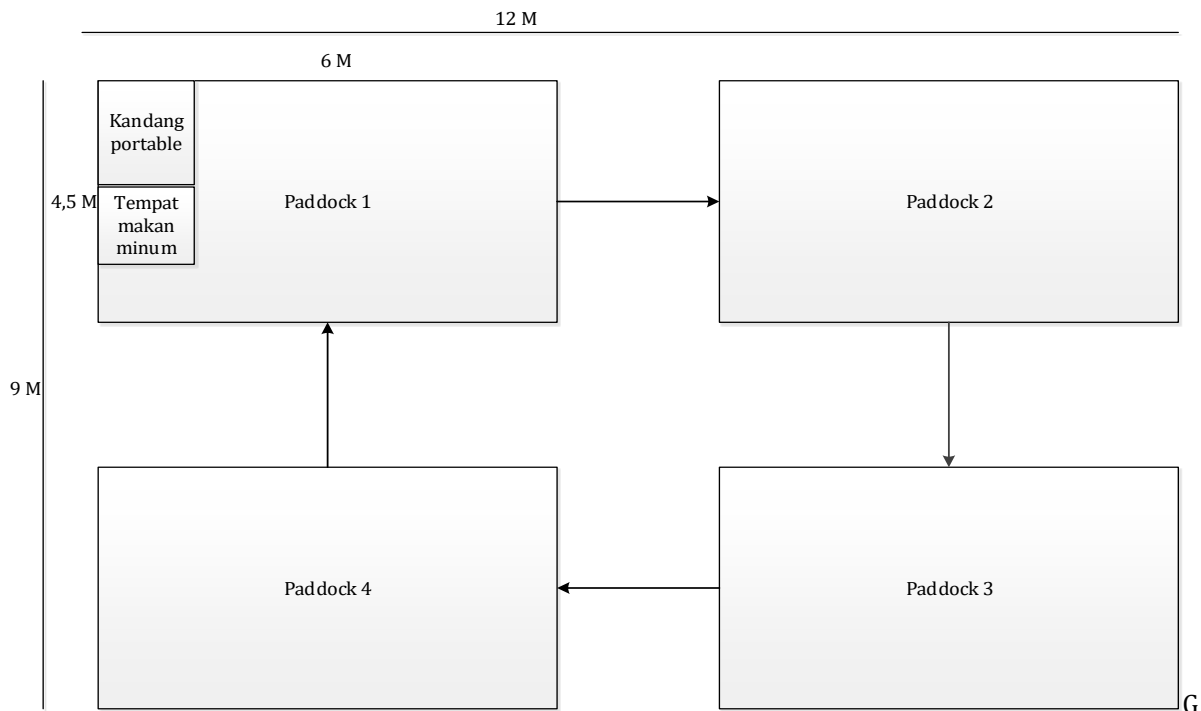 12 M
6 M
Kandang
portable
4,5 M
Tempat
makan
minum
Paddock 1
Paddock 2
9 M
Paddock 4
Paddock 3
G